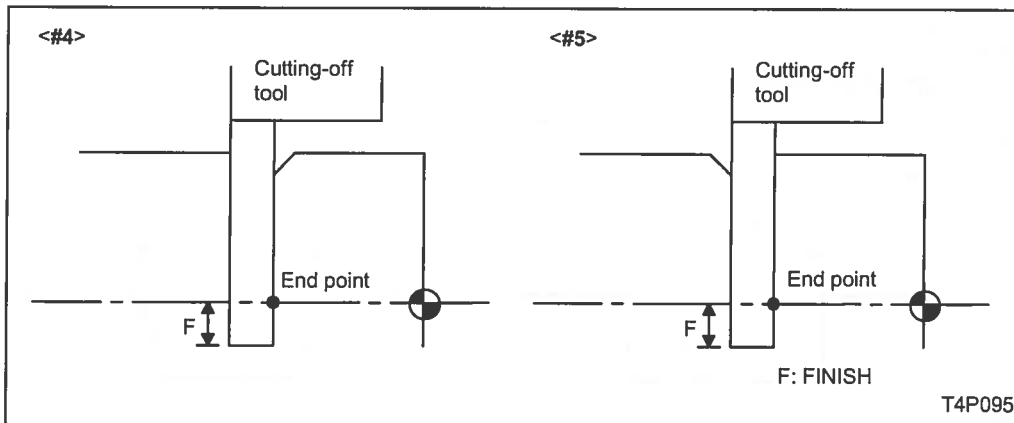 <#4>
Cutting-off
tool
End point
F
<#5>
Cutting-off
tool
End point
F
F: FINISH
T4P095